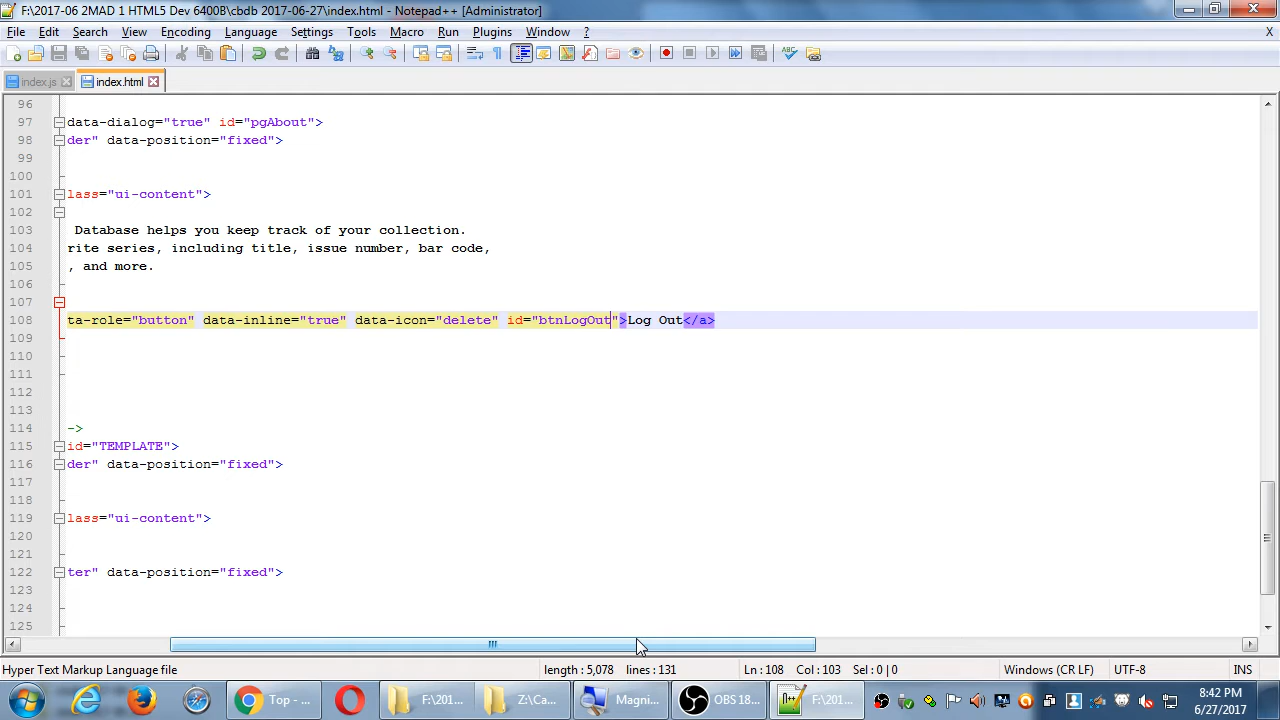 F:\2017-06 2MAD 1 HTML5 Dev 6400B\cbdb 2017-06-27\index.html - Notepad++ [Administrator]
File Edit Search View Encoding Language Settings Tools Macro Run Plugins Window ? X
index.js index.html
96
97 data-dialog="true" id="pgAbout">
98 der" data-position="fixed">
99
100
101 lass="ui-content">
102
103 Database helps you keep track of your collection.
104 rite series, including title, issue number, bar code,
105 , and more.
106
107
108 ta-role="button" data-inline="true" data-icon="delete" id="btnLogOut">Log Out</a>
109
110
111
112
113
114 ->
115 id="TEMPLATE">
116 der" data-position="fixed">
117
118
119 lass="ui-content">
120
121
122 ter" data-position="fixed">
123
124
125
Hyper Text Markup Language file length : 5,078 lines : 131 Ln : 108 Col : 103 Sel : 0 | 0 Windows (CR LF) UTF-8 INS
Top - ... F:\201... Z:\Ca... Magni... OBS 18... F:\201... 8:42 PM
6/27/2017